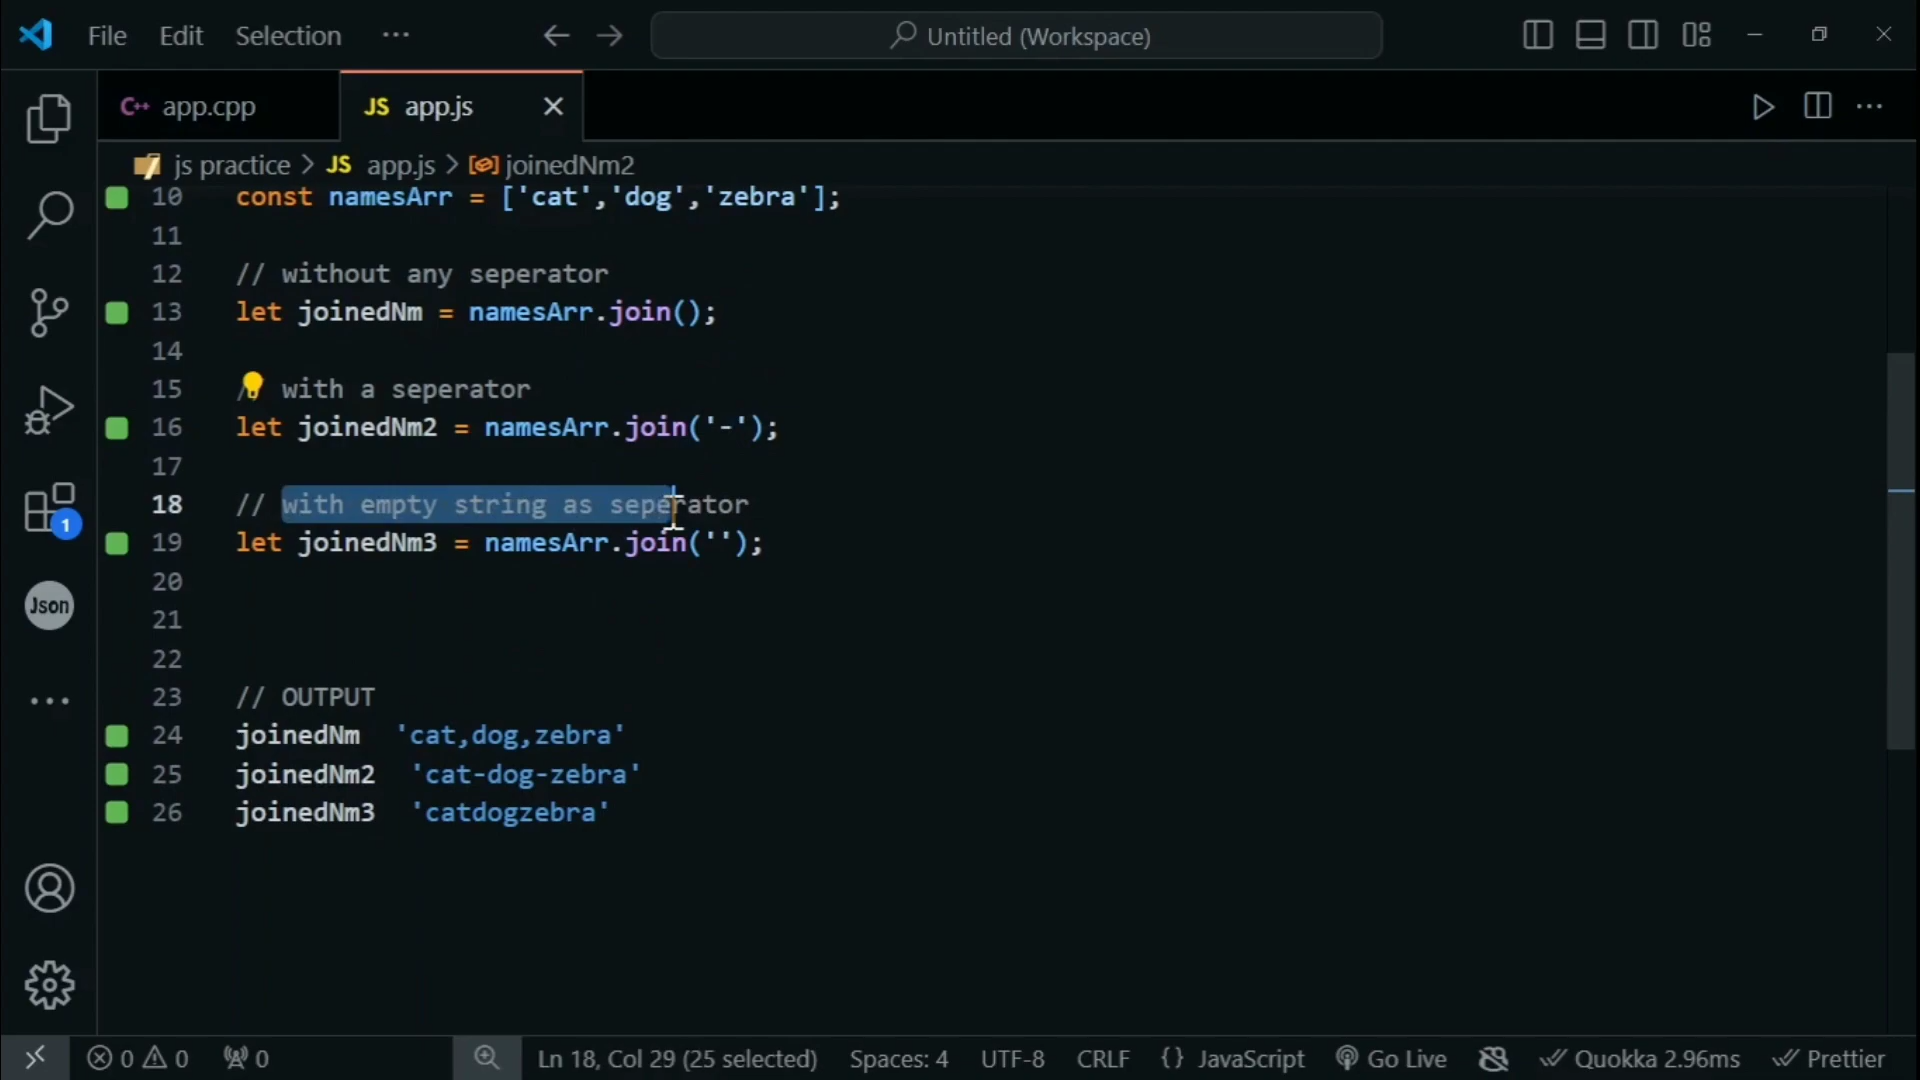 File Edit Selection ··· Untitled (Workspace)
C++ app.cpp JS app.js
js practice > JS app.js > joinedNm2
10 const namesArr = ['cat','dog','zebra'];
11
12 // without any seperator
13 let joinedNm = namesArr.join();
14
15 / with a seperator
16 let joinedNm2 = namesArr.join('-');
17
18 // with empty string as seperator
19 let joinedNm3 = namesArr.join('');
20
21
22
23 // OUTPUT
24 joinedNm 'cat,dog,zebra'
25 joinedNm2 'cat-dog-zebra'
26 joinedNm3 'catdogzebra'
1
Json
0 0 0 Ln 18, Col 29 (25 selected) Spaces: 4 UTF-8 CRLF {} JavaScript Go Live Quokka 2.96ms Prettier